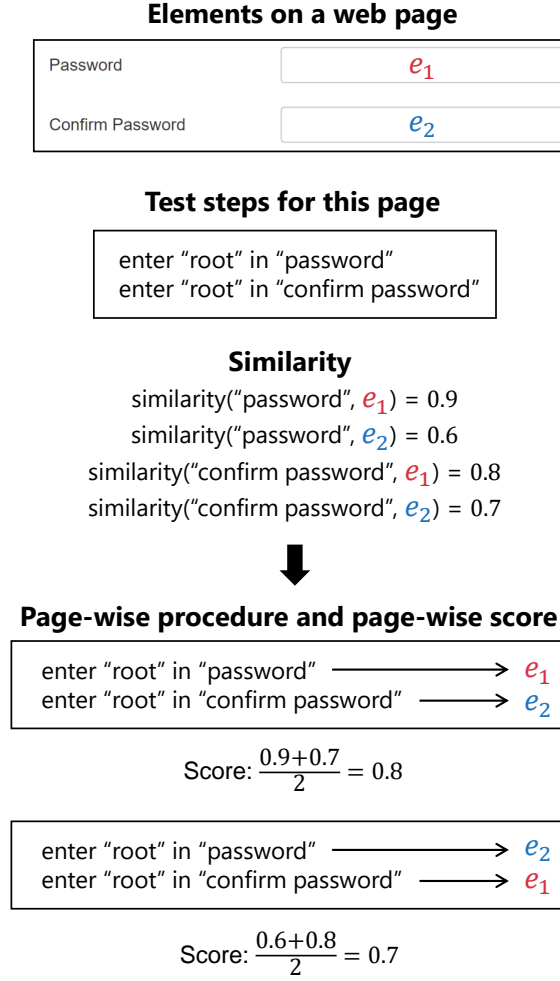 Elements on a web page
Password e₁
Confirm Password e₂
Test steps for this page
enter “root” in “password”
enter “root” in “confirm password”
Similarity
similarity(“password”, e₁) = 0.9
similarity(“password”, e₂) = 0.6
similarity(“confirm password”, e₁) = 0.8
similarity(“confirm password”, e₂) = 0.7
Page-wise procedure and page-wise score
enter “root” in “password” → e₁
enter “root” in “confirm password” → e₂
Score: (0.9+0.7)/2 = 0.8
enter “root” in “password” → e₂
enter “root” in “confirm password” → e₁
Score: (0.6+0.8)/2 = 0.7